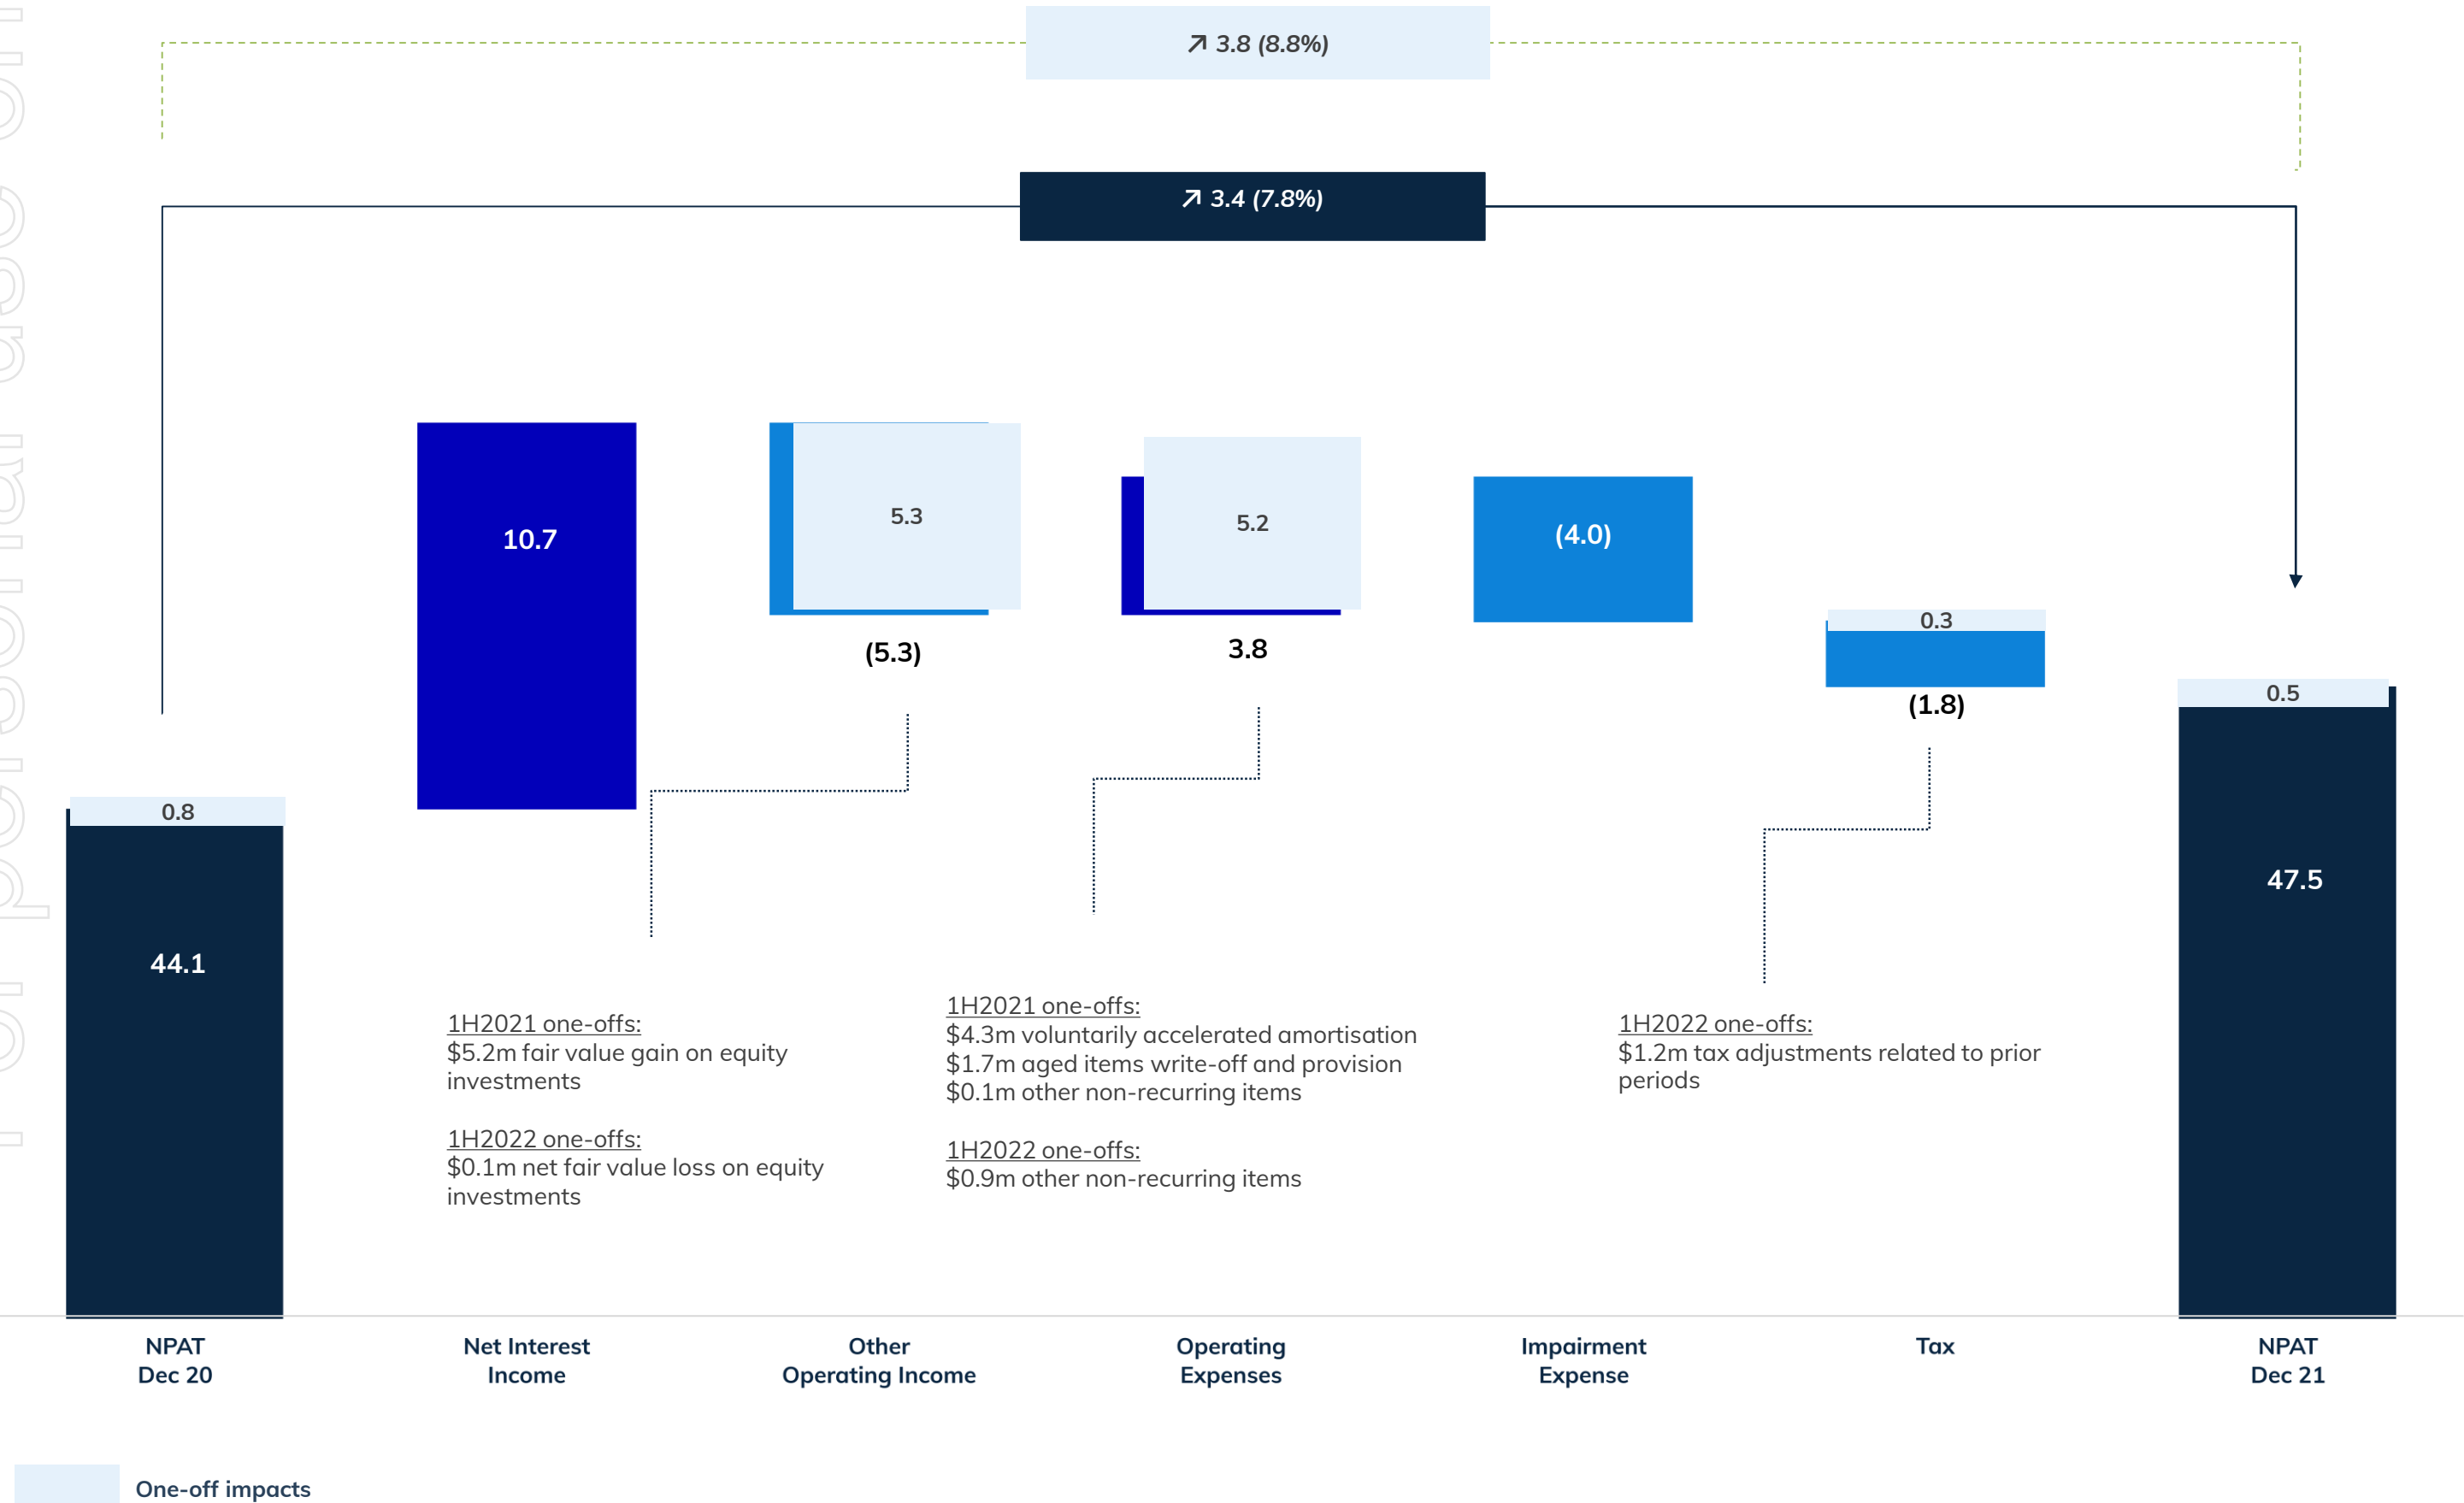 ↗ 3.8 (8.8%)
↗ 3.4 (7.8%)
10.7
5.3
(5.3)
5.2
3.8
(4.0)
0.3
(1.8)
0.8
44.1
0.5
47.5
1H2021 one-offs:
$5.2m fair value gain on equity
investments
1H2022 one-offs:
$0.1m net fair value loss on equity
investments
1H2021 one-offs:
$4.3m voluntarily accelerated amortisation
$1.7m aged items write-off and provision
$0.1m other non-recurring items
1H2022 one-offs:
$0.9m other non-recurring items
1H2022 one-offs:
$1.2m tax adjustments related to prior
periods
NPAT
Dec 20
Net Interest
Income
Other
Operating Income
Operating
Expenses
Impairment
Expense
Tax
NPAT
Dec 21
One-off impacts
personal use